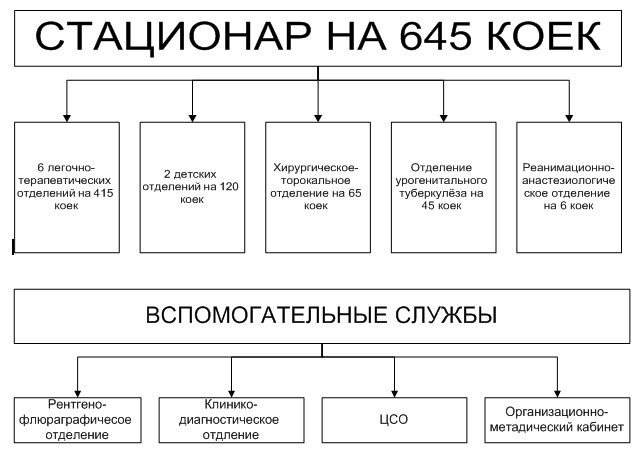 СТАЦИОНАР НА 645 КОЕК
6 легочно-
терапевтических
отделений на 415
коек
2 детских
отделений на 120
коек
Хирургическое-
торокальное
отделение на 65
коек
Отделение
урогенитального
туберкулёза на
45 коек
Реанимационно-
анастезиологиче
ское отделение
на 6 коек
ВСПОМОГАТЕЛЬНЫЕ СЛУЖБЫ
Рентгено-
флюраграфичесое
отделение
Клинико-
диагностическое
отдление
ЦСО
Организационно-
метадический кабинет